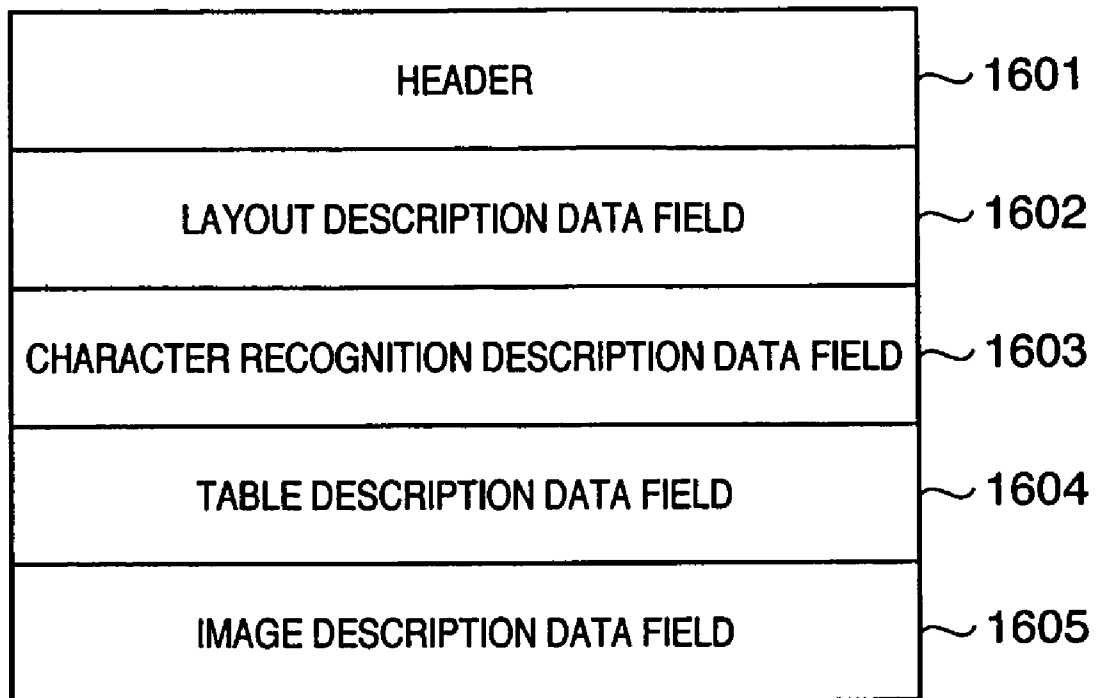 HEADER 1601
LAYOUT DESCRIPTION DATA FIELD 1602
CHARACTER RECOGNITION DESCRIPTION DATA FIELD 1603
TABLE DESCRIPTION DATA FIELD 1604
IMAGE DESCRIPTION DATA FIELD 1605